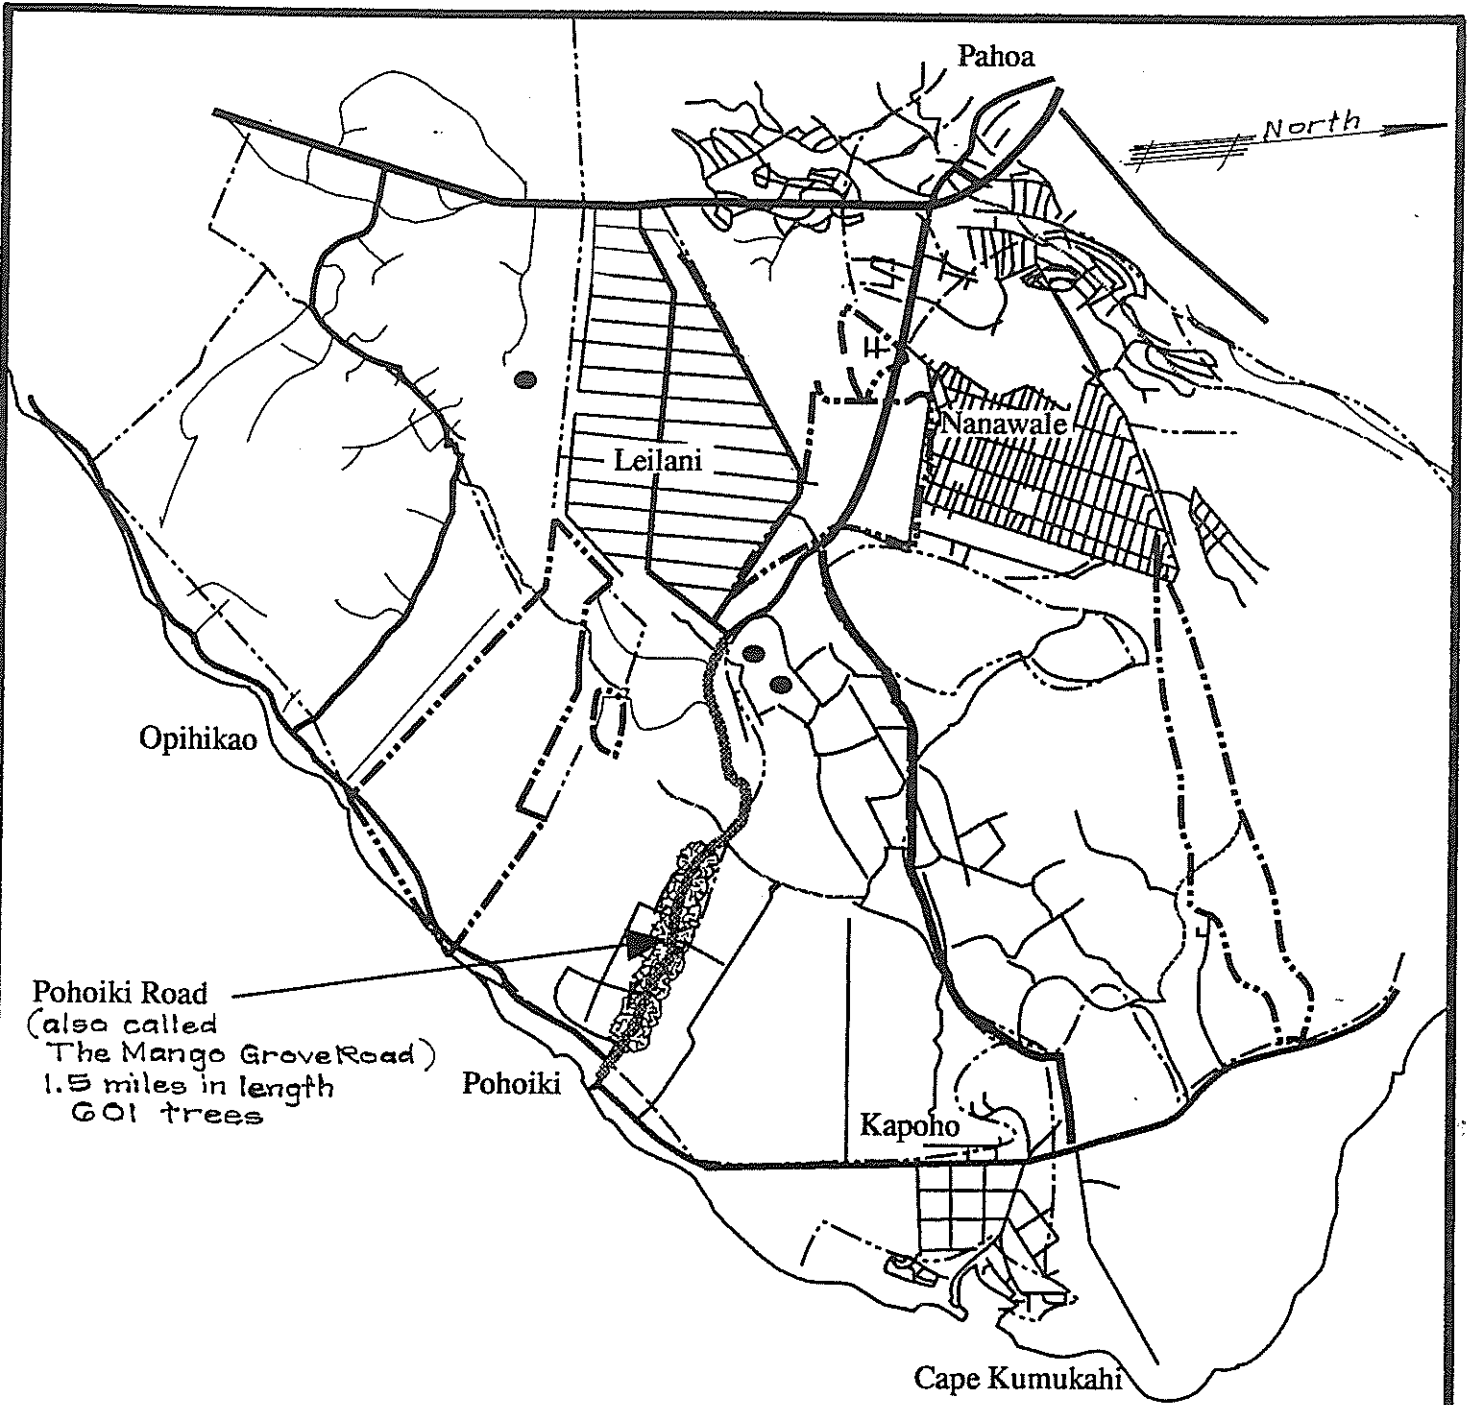 Pahoa
North
Nanawale
Leilani
Opihikao
Pohoiki Road
(also called
The Mango Grove Road)
1.5 miles in length
601 trees
Pohoiki
Kapoho
Cape Kumukahi